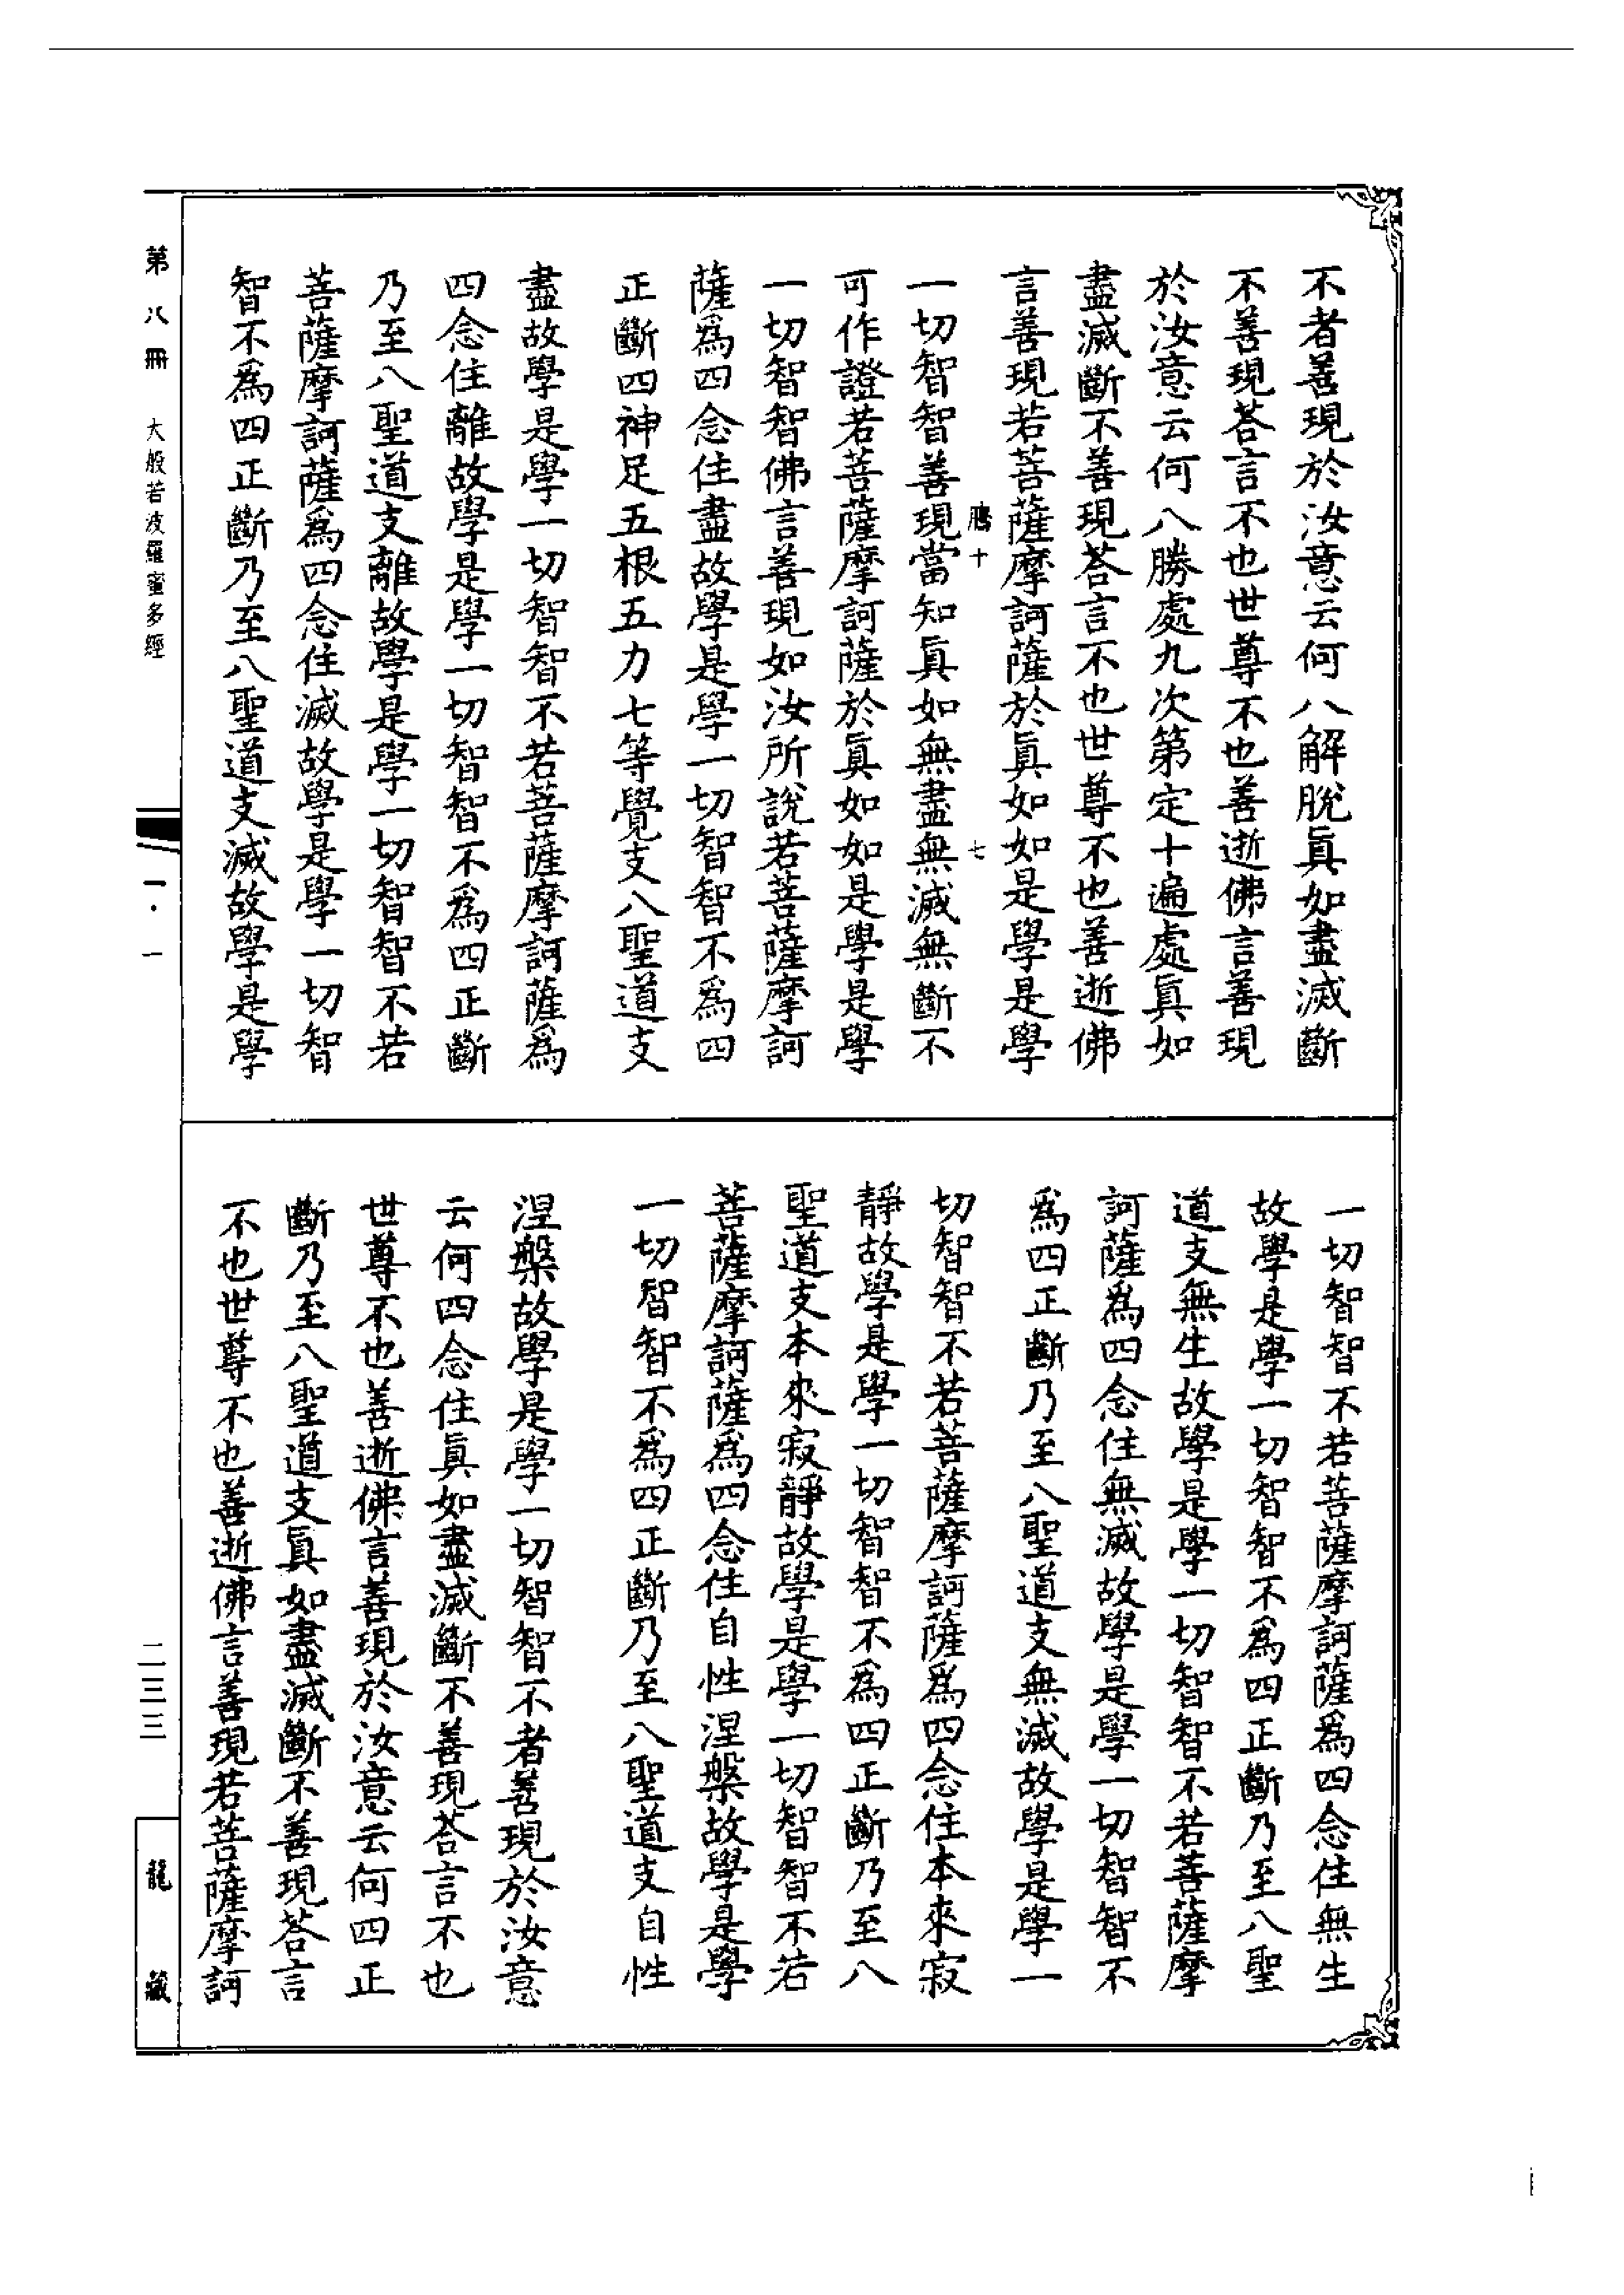 不者善現於汝意云何八解脫眞如盡滅斷
不善現荅言不也世尊不也善逝佛言善現
於汝意云何八勝處九次第定十遍處眞如
盡滅斷不善現荅言不也世尊不也善逝佛
言善現若菩薩摩訶薩於眞如如是學是學
騰十 七
一切智智善現當知眞如無盡無滅無斷不
可作證若菩薩摩訶薩於眞如如是學是學
一切智智佛言善現如汝所說若菩薩摩訶
薩爲四念住盡故學是學一切智智不爲四
正斷四神足五根五力七等覺支八聖道支
盡故學是學一切智智不若菩薩摩訶薩爲
四念住離故學是學一切智智不爲四正斷
乃至八聖道支離故學是學一切智智不若
菩薩摩訶薩爲四念住滅故學是學一切智
智不爲四正斷乃至八聖道支滅故學是學
一切智智不若菩薩摩訶薩爲四念住無生
故學是學一切智智不爲四正斷乃至八聖
道支無生故學是學一切智智不若菩薩摩
訶薩爲四念住無滅故學是學一切智智不
爲四正斷乃至八聖道支無滅故學是學一
切智智不若菩薩摩訶薩爲四念住本來寂
靜故學是學一切智智不爲四正斷乃至八
聖道支本來寂靜故學是學一切智智不若
菩薩摩訶薩爲四念住自性涅槃故學是學
一切智智不爲四正斷乃至八聖道支自性
涅槃故學是學一切智智不者善現於汝意
云何四念住眞如盡滅斷不善現荅言不也
世尊不也善逝佛言善現於汝意云何四正
斷乃至八聖道支眞如盡滅斷不善現荅言
不也世尊不也善逝佛言善現若菩薩摩訶
第八冊 大般若波羅蜜多經 一·一 二三三 龍藏